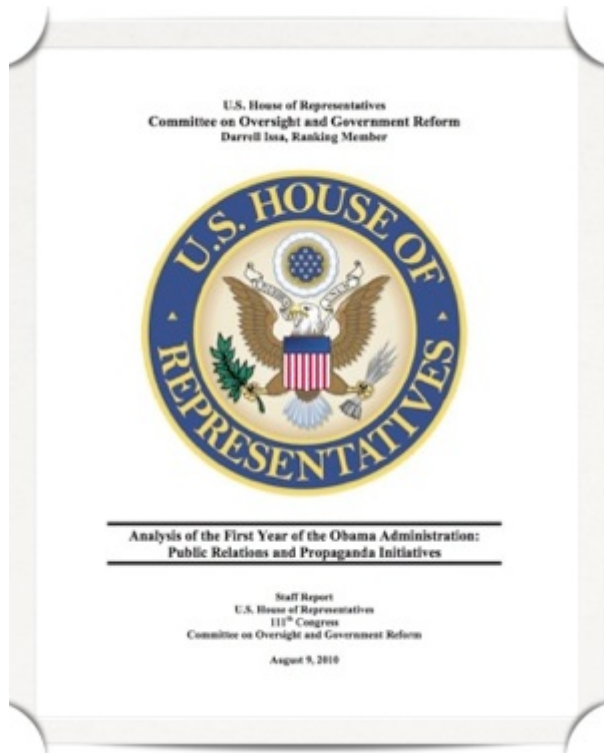 U.S. House of Representatives
Committee on Oversight and Government Reform
Darrell Issa, Ranking Member
U.S. HOUSE OF
REPRESENTATIVES
Analysis of the First Year of the Obama Administration:
Public Relations and Propaganda Initiatives
Staff Report
U.S. House of Representatives
111th Congress
Committee on Oversight and Government Reform
August 9, 2010